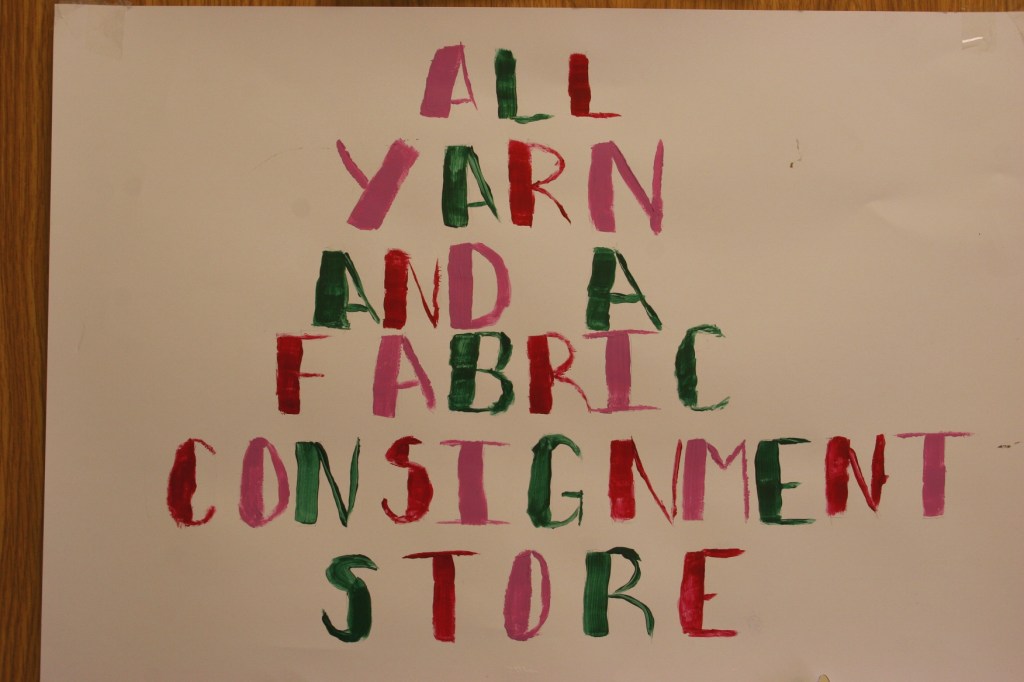 ALL
YARN
AND A
FABRIC
CONSIGNMENT
STORE